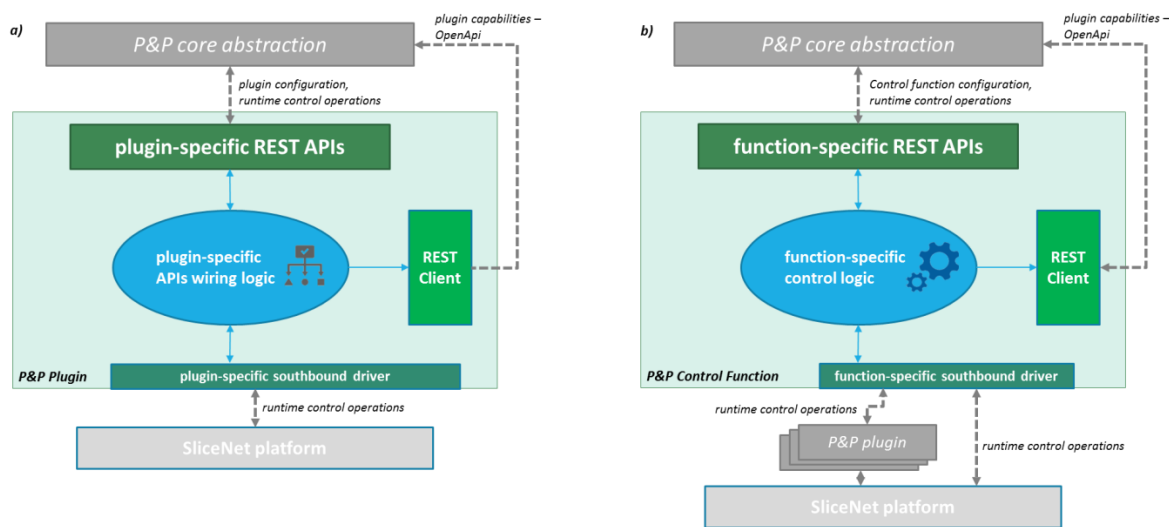 a)
P&P core abstraction
plugin capabilities –
OpenApi
plugin configuration,
runtime control operations
plugin-specific REST APIs
plugin-specific
APIs wiring logic
REST
Client
P&P Plugin
plugin-specific southbound driver
runtime control operations
SliceNet platform
b)
P&P core abstraction
plugin capabilities –
OpenApi
Control function configuration,
runtime control operations
function-specific REST APIs
function-specific
control logic
REST
Client
P&P Control Function
function-specific southbound driver
runtime control operations
P&P plugin
runtime control operations
SliceNet platform